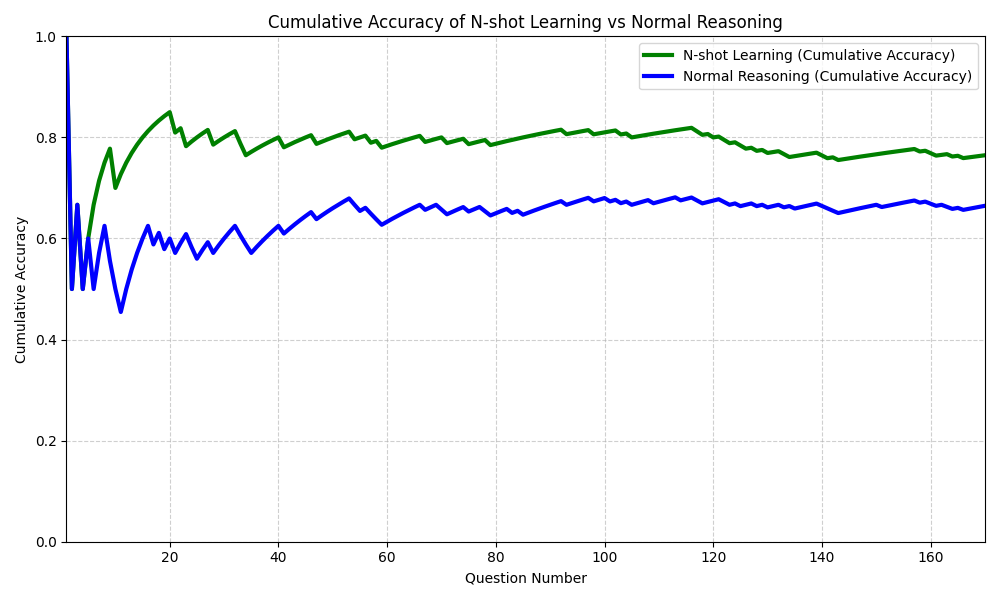 Cumulative Accuracy of N-shot Learning vs Normal Reasoning
N-shot Learning (Cumulative Accuracy)
Normal Reasoning (Cumulative Accuracy)
Cumulative Accuracy
1.0
0.8
0.6
0.4
0.2
0.0
20 40 60 80 100 120 140 160
Question Number